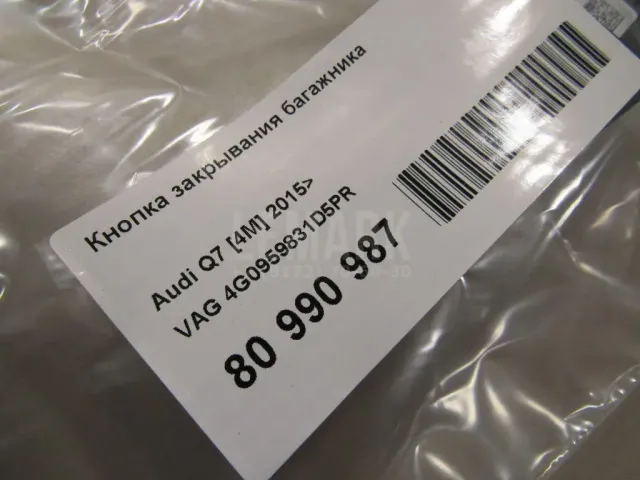 Кнопка закрывания багажника
Audi Q7 [4M] 2015>
VAG 4G0959831D5PR
80 990 987